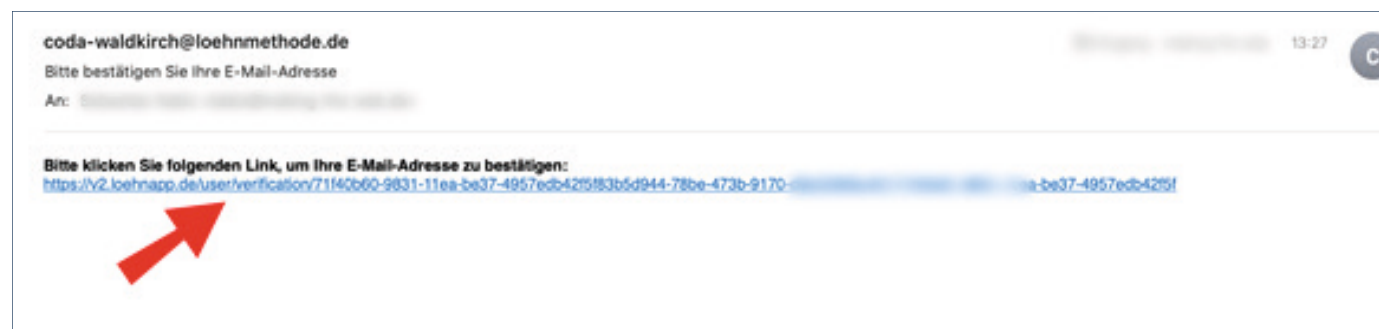 coda-waldkirch@loehnmethode.de
13:27
C
Bitte bestätigen Sie Ihre E-Mail-Adresse
An:
Bitte klicken Sie folgenden Link, um Ihre E-Mail-Adresse zu bestätigen:
https://v2.loehnapp.de/user/verification/71f40b60-9831-11ea-be37-4957edb42f5f83b5d944-78be-473b-9170- a-be37-4957edb42f5f